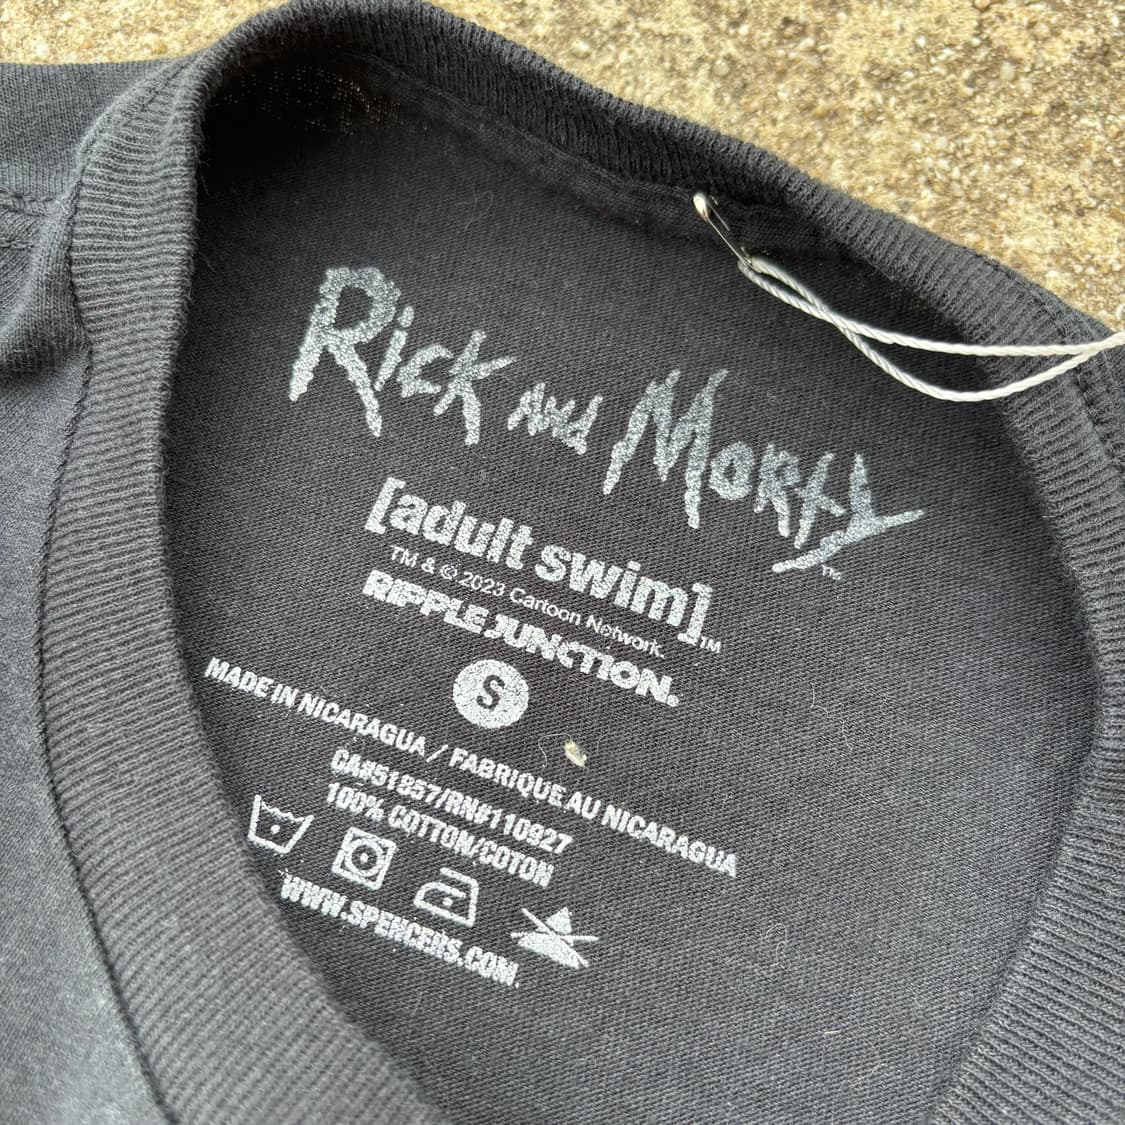 Rick and Morty™
[adult swim]™
TM & © 2023 Cartoon Network.
RIPPLE JUNCTION®
S
MADE IN NICARAGUA / FABRIQUE AU NICARAGUA
CA#51857/RN#110927
100% COTTON/COTON
WWW.SPENCERS.COM.